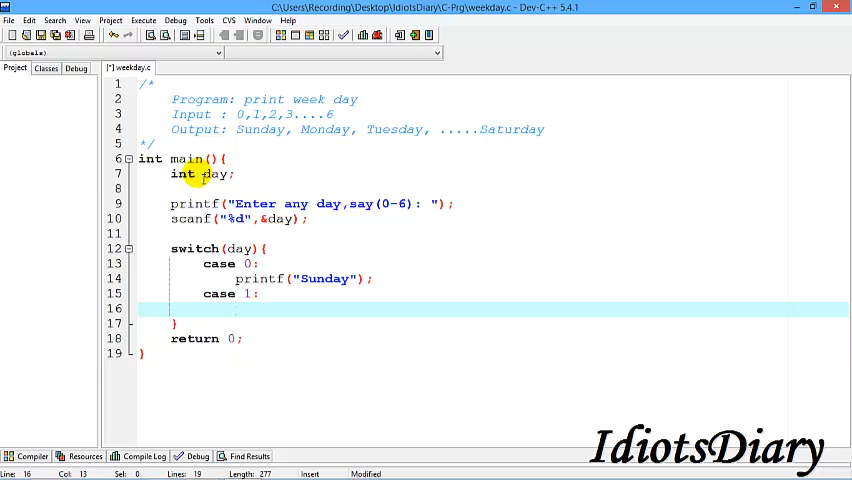 C:\Users\Recording\Desktop\IdiotsDiary\C-Prg\weekday.c - Dev-C++ 5.4.1
File Edit Search View Project Execute Debug Tools CVS Window Help
(globals)
Project Classes Debug [*] weekday.c
1 /*
2 Program: print week day
3 Input : 0,1,2,3....6
4 Output: Sunday, Monday, Tuesday, .....Saturday
5 */
6 int main(){
7 int day;
8
9 printf("Enter any day,say(0-6): ");
10 scanf("%d",&day);
11
12 switch(day){
13 case 0:
14 printf("Sunday");
15 case 1:
16
17 }
18 return 0;
19 }
IdiotsDiary
Compiler Resources Compile Log Debug Find Results
Line: 16 Col: 13 Sel: 0 Lines: 19 Length: 277 Insert Modified